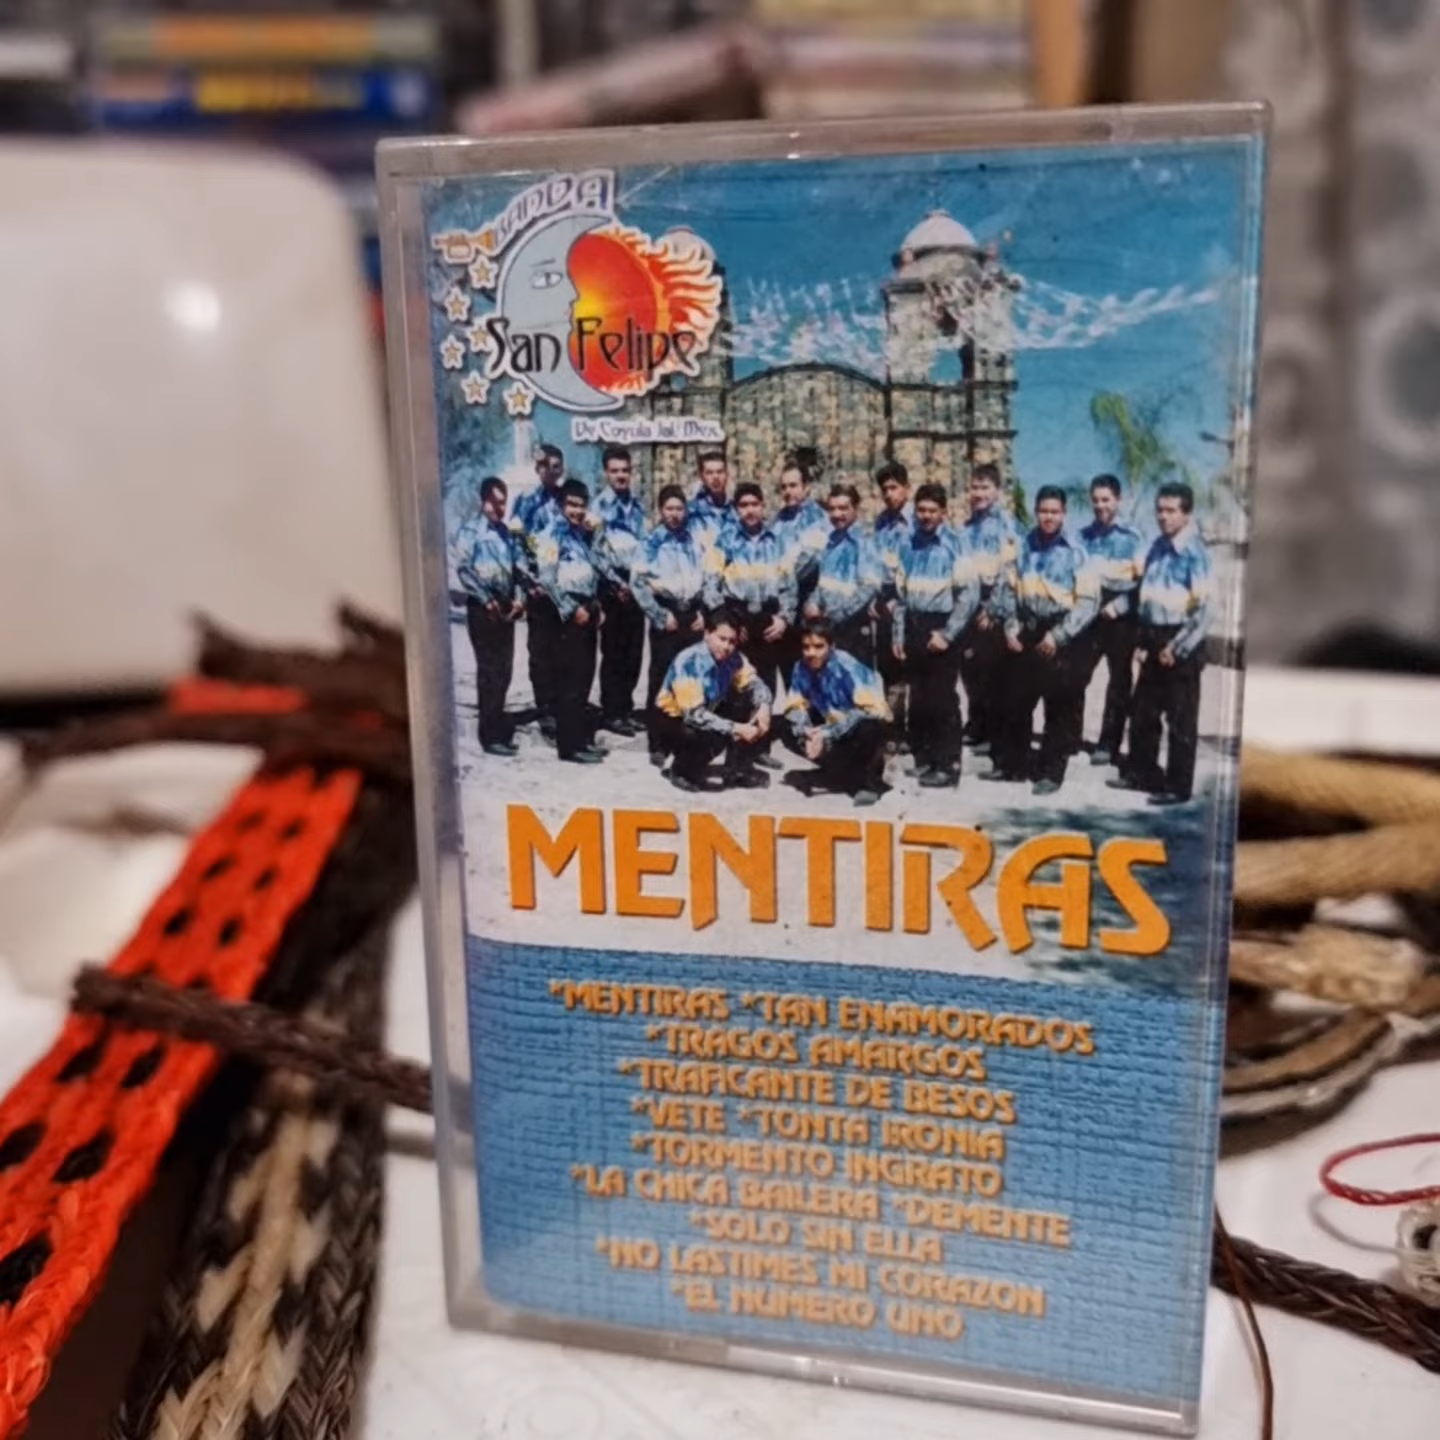 BANDA
San Felipe
De Coyula Jal. Mex.
MENTIRAS
*MENTIRAS *TAN ENAMORADOS
*TRAGOS AMARGOS
*TRAFICANTE DE BESOS
*VETE *TONTA IRONIA
*TORMENTO INGRATO
*LA CHICA BAILERA *DEMENTE
*SOLO SIN ELLA
*NO LASTIMES MI CORAZON
*EL NUMERO UNO